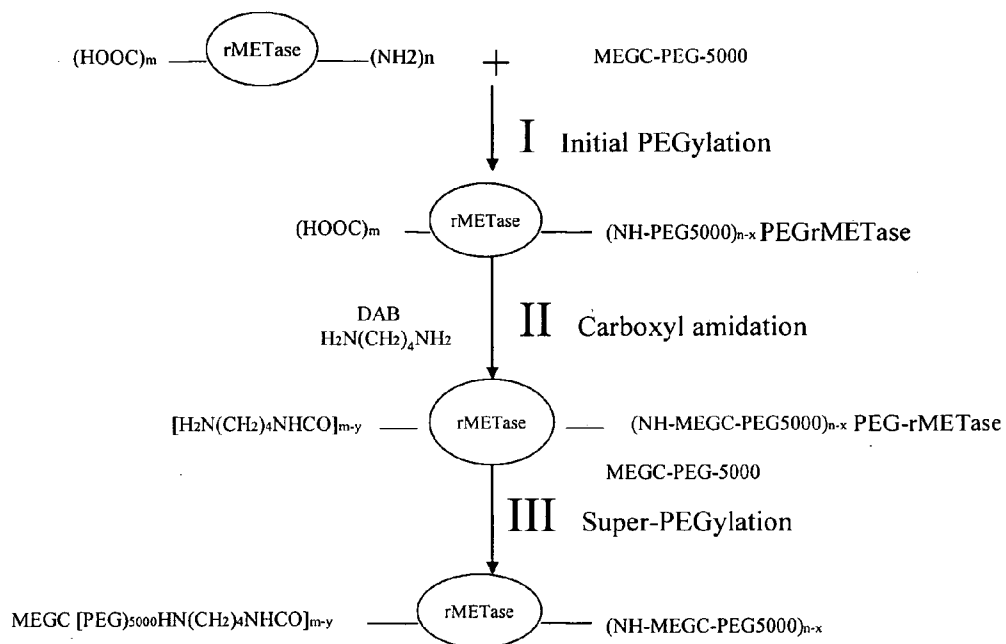 (HOOC)m rMETase (NH2)n + MEGC-PEG-5000
I Initial PEGylation
(HOOC)m rMETase (NH-PEG5000)n-x PEGrMETase
DAB
H2N(CH2)4NH2
II Carboxyl amidation
[H2N(CH2)4NHCO]m-y rMETase (NH-MEGC-PEG5000)n-x PEG-rMETase
MEGC-PEG-5000
III Super-PEGylation
MEGC [PEG)5000HN(CH2)4NHCO]m-y rMETase (NH-MEGC-PEG5000)n-x